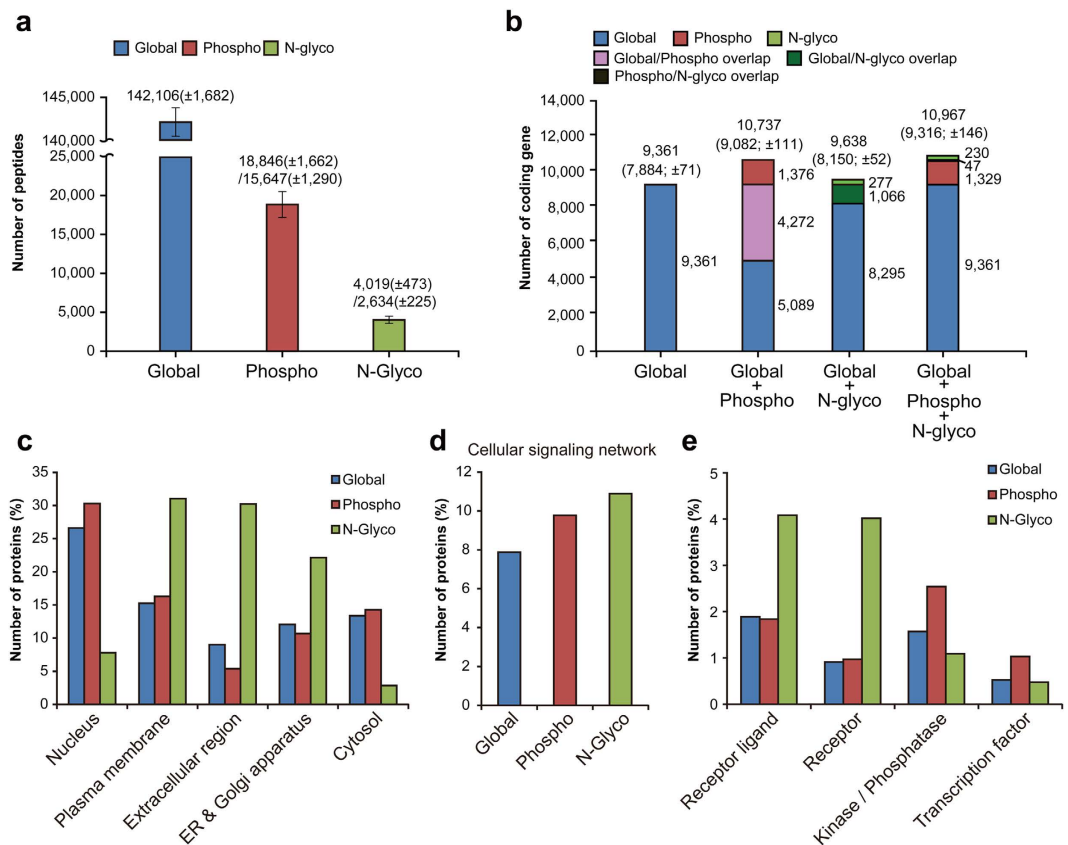 a
Global Phospho N-glyco
Number of peptides
145,000
140,000
25,000
20,000
15,000
10,000
5,000
0
142,106(±1,682)
18,846(±1,662)
/15,647(±1,290)
4,019(±473)
/2,634(±225)
Global Phospho N-Glyco
b
Global Phospho N-glyco
Global/Phospho overlap Global/N-glyco overlap
Phospho/N-glyco overlap
Number of coding gene
14,000
12,000
10,000
8,000
6,000
4,000
2,000
0
9,361
(7,884; ±71)
9,361
10,737
(9,082; ±111)
1,376
4,272
5,089
9,638
(8,150; ±52)
277
1,066
8,295
10,967
(9,316; ±146)
230
47
1,329
9,361
Global
Global
+
Phospho
Global
+
N-glyco
Global
+
Phospho
+
N-glyco
c
Number of proteins (%)
35
30
25
20
15
10
5
0
Global
Phospho
N-Glyco
Nucleus
Plasma membrane
Extracellular region
ER & Golgi apparatus
Cytosol
d
Cellular signaling network
Number of proteins (%)
12
10
8
6
4
2
0
Global
Phospho
N-Glyco
e
Number of proteins (%)
5
4
3
2
1
0
Global
Phospho
N-Glyco
Receptor ligand
Receptor
Kinase / Phosphatase
Transcription factor